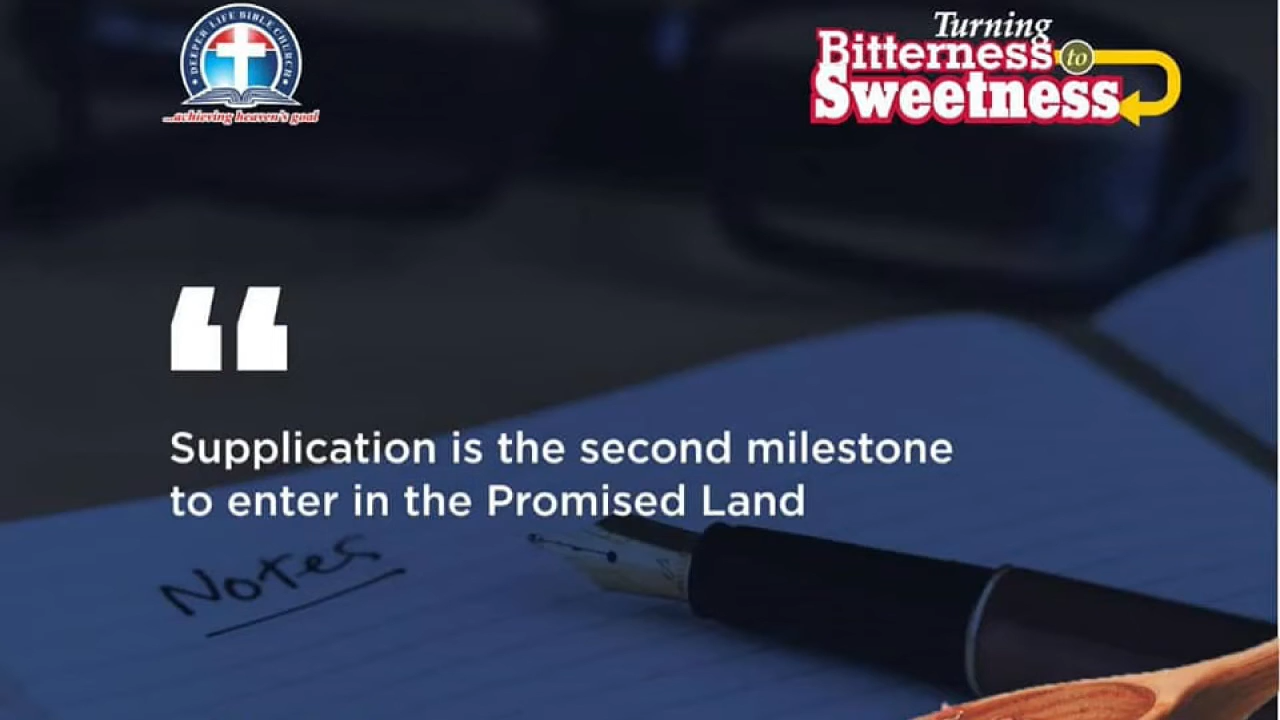 DEEPER LIFE BIBLE CHURCH
...achieving heaven's goal
Turning
Bitterness to
Sweetness
“
Supplication is the second milestone
to enter in the Promised Land
Notes